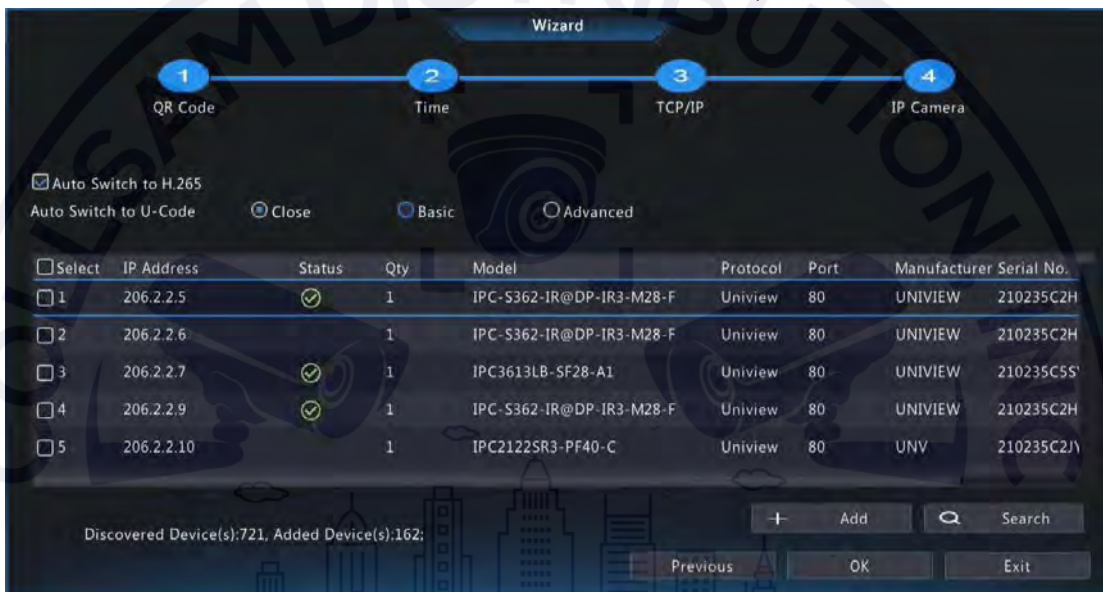 Wizard
1 2 3 4
QR Code Time TCP/IP IP Camera
Auto Switch to H.265
Auto Switch to U-Code Close Basic Advanced
Select IP Address Status Qty Model Protocol Port Manufacturer Serial No.
1 206.2.2.5 1 IPC-S362-IR@DP-IR3-M28-F Uniview 80 UNIVIEW 210235C2H
2 206.2.2.6 1 IPC-S362-IR@DP-IR3-M28-F Uniview 80 UNIVIEW 210235C2H
3 206.2.2.7 1 IPC3613LB-SF28-A1 Uniview 80 UNIVIEW 210235C5S
4 206.2.2.9 1 IPC-S362-IR@DP-IR3-M28-F Uniview 80 UNIVIEW 210235C2H
5 206.2.2.10 1 IPC2122SR3-PF40-C Uniview 80 UNV 210235C2J
Discovered Device(s):721, Added Device(s):162;
Add Search
Previous OK Exit